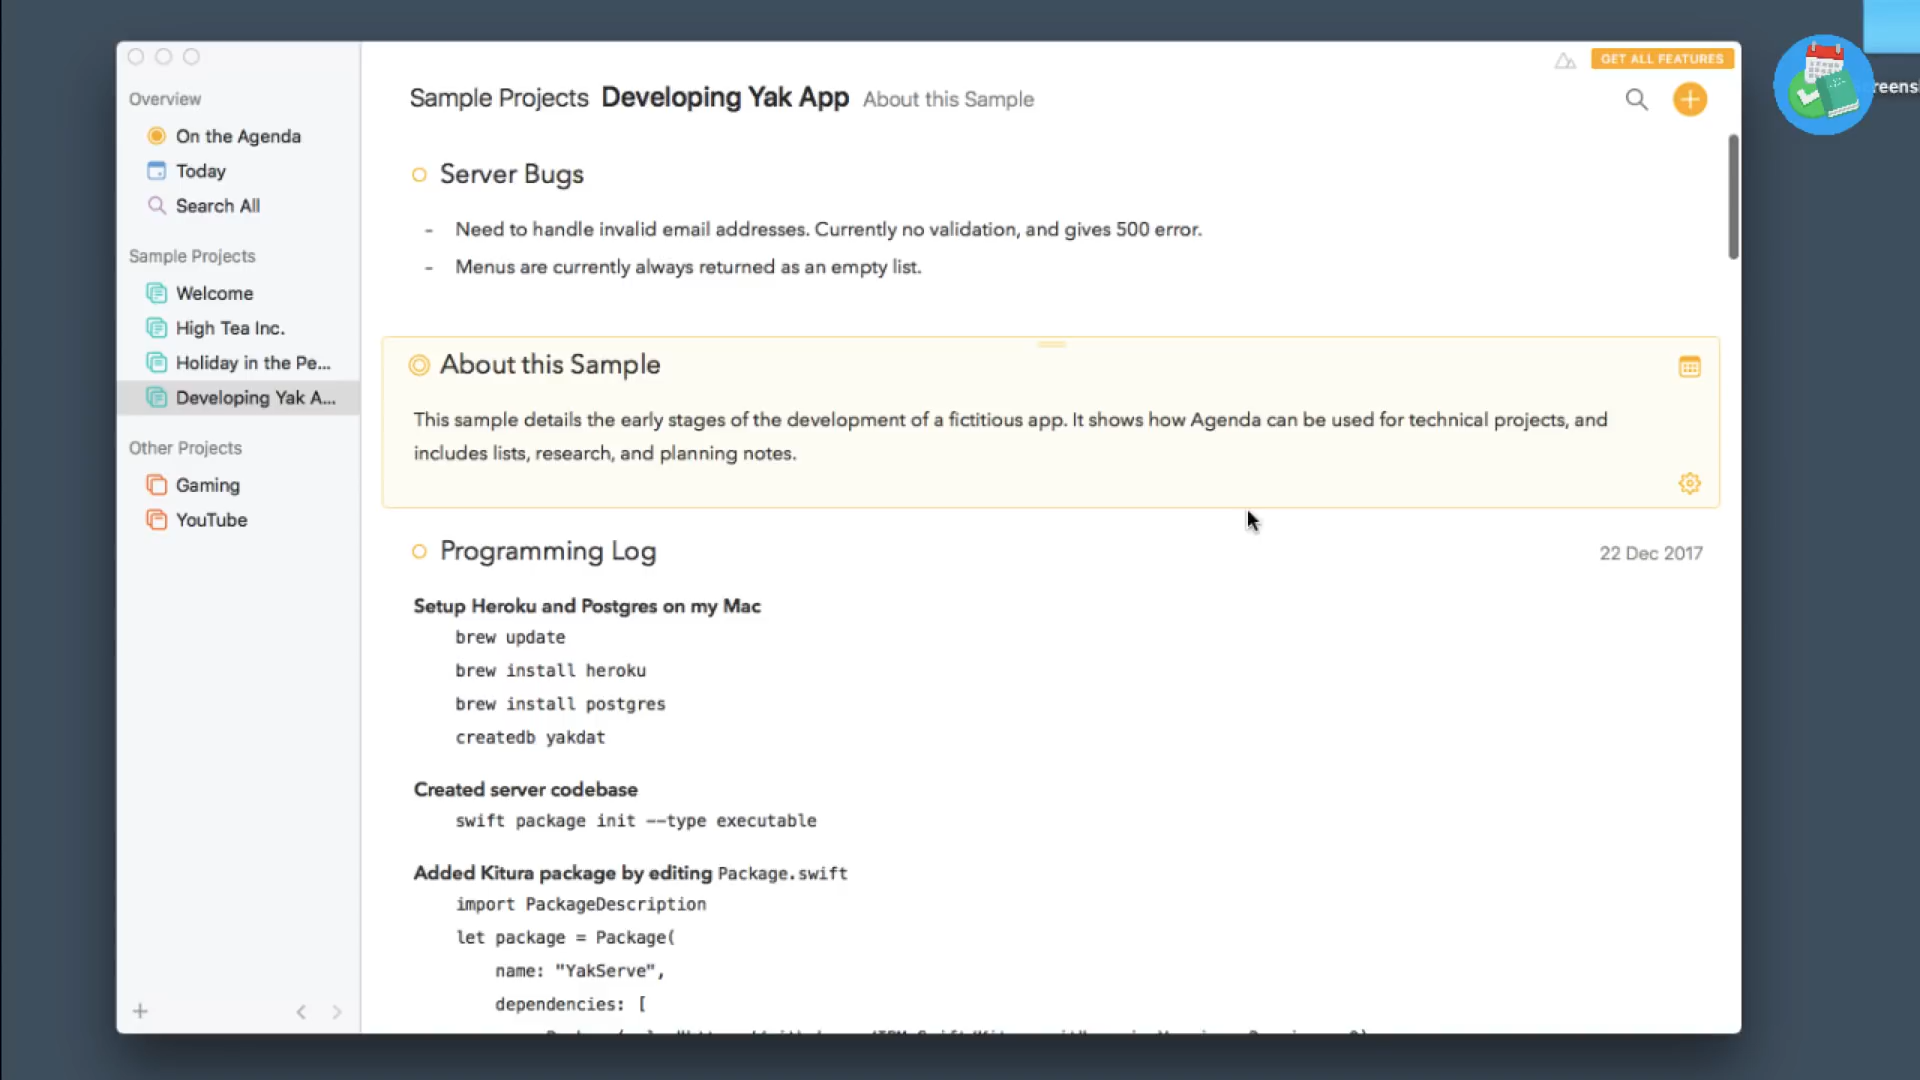 GET ALL FEATURES
Overview
On the Agenda
Today
Search All
Sample Projects
Welcome
High Tea Inc.
Holiday in the Pe...
Developing Yak A...
Other Projects
Gaming
YouTube
Sample Projects Developing Yak App About this Sample
Server Bugs
- Need to handle invalid email addresses. Currently no validation, and gives 500 error.
- Menus are currently always returned as an empty list.
About this Sample
This sample details the early stages of the development of a fictitious app. It shows how Agenda can be used for technical projects, and
includes lists, research, and planning notes.
Programming Log
22 Dec 2017
Setup Heroku and Postgres on my Mac
brew update
brew install heroku
brew install postgres
createdb yakdat
Created server codebase
swift package init --type executable
Added Kitura package by editing Package.swift
import PackageDescription
let package = Package(
name: "YakServe",
dependencies: [